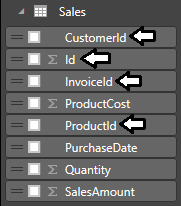 Sales
CustomerId
Σ Id
InvoiceId
Σ ProductCost
ProductId
PurchaseDate
Σ Quantity
Σ SalesAmount